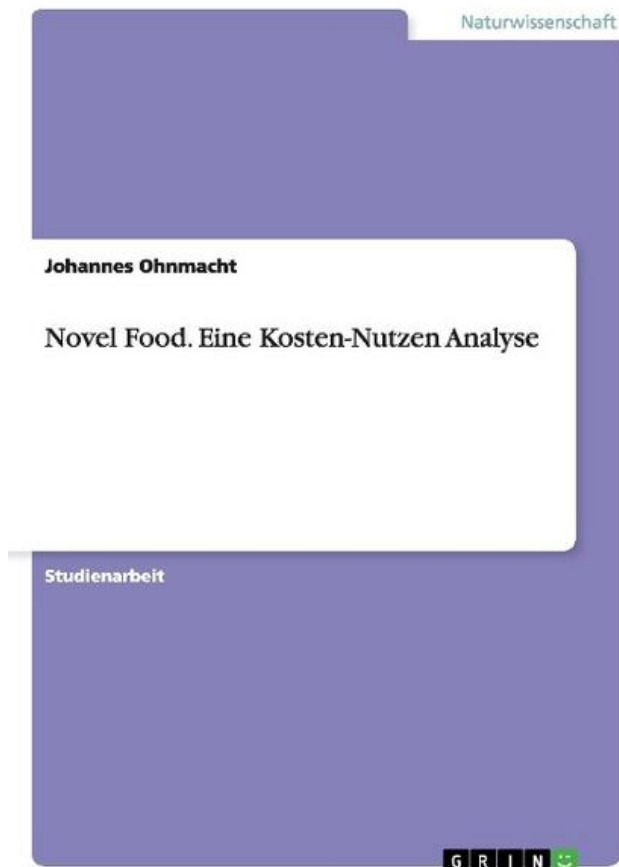 Naturwissenschaft
Johannes Ohnmacht
Novel Food. Eine Kosten-Nutzen Analyse
Studienarbeit
GRIN